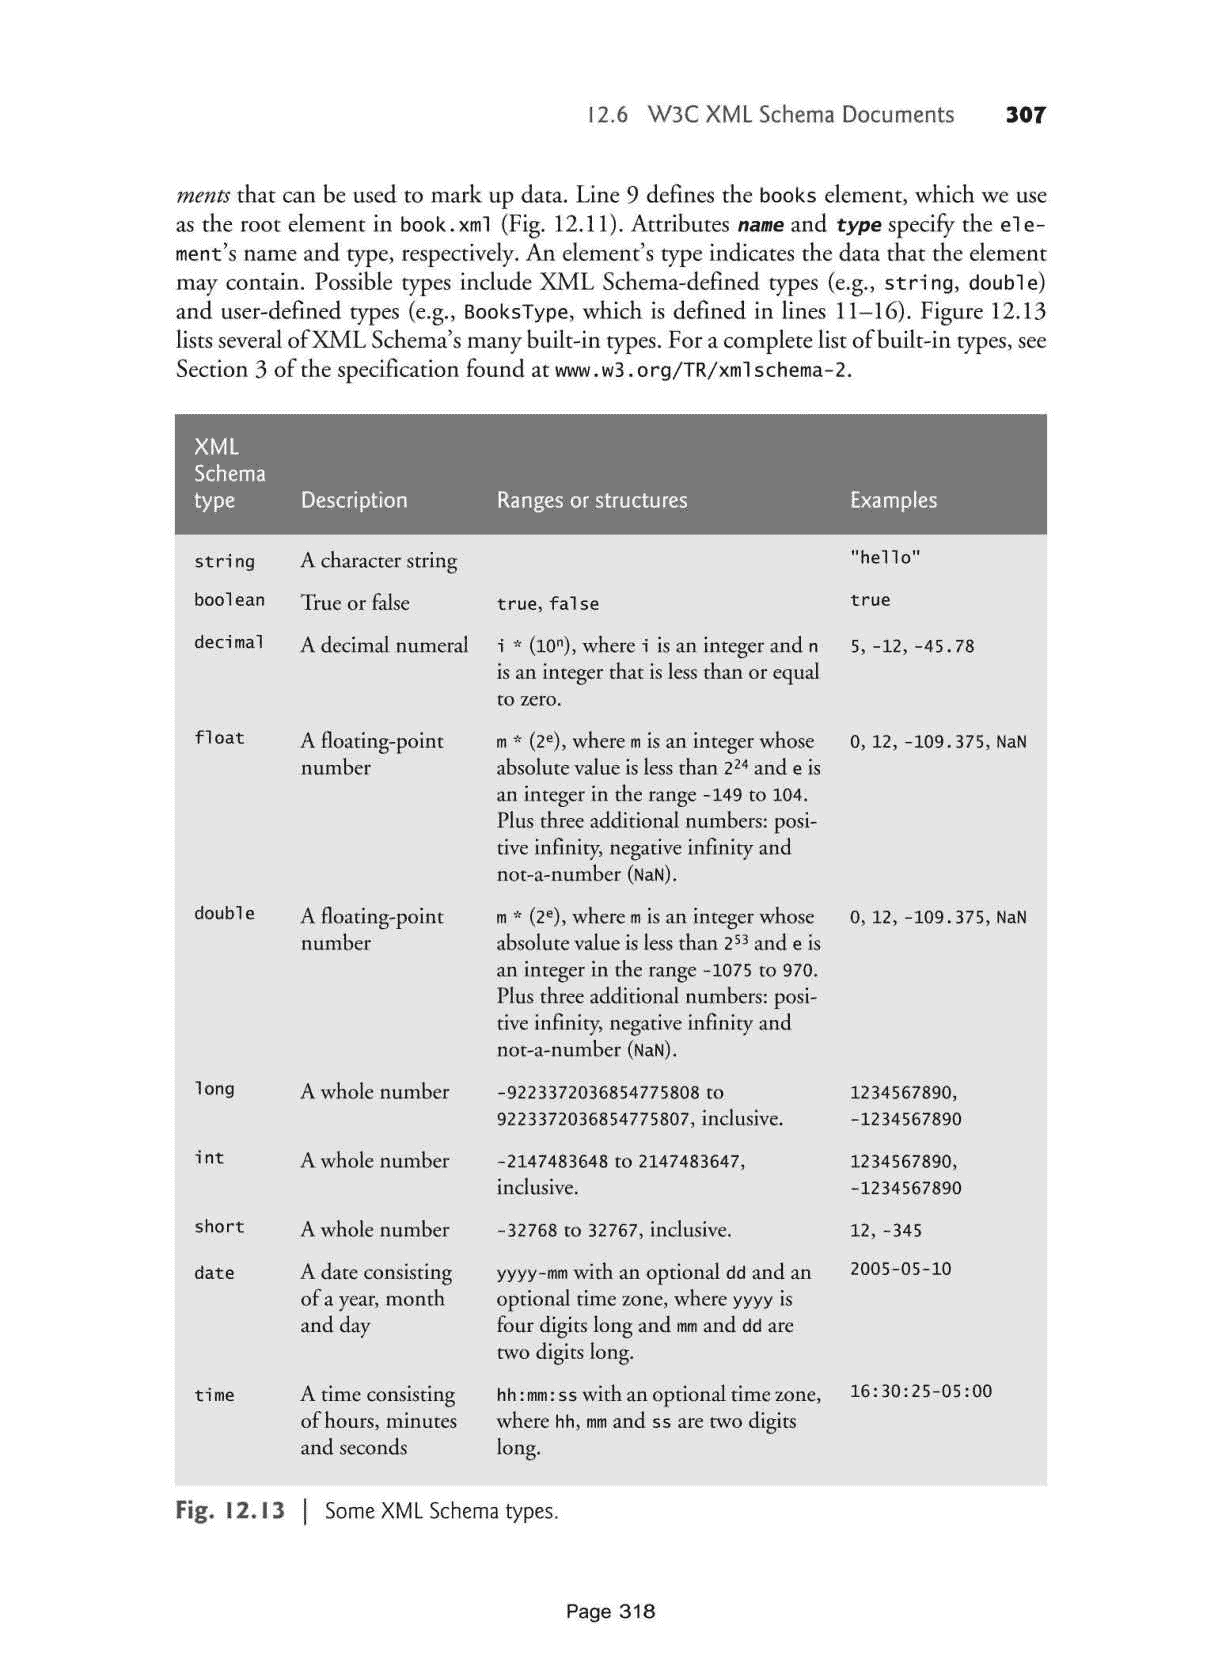 12.6 W3C XML Schema Documents 307
ments that can be used to mark up data. Line 9 defines the books element, which we use
as the root element in book.xml (Fig. 12.11). Attributes name and type specify the ele-
ment's name and type, respectively. An element's type indicates the data that the element
may contain. Possible types include XML Schema-defined types (e.g., string, double)
and user-defined types (e.g., BooksType, which is defined in lines 11–16). Figure 12.13
lists several of XML Schema's many built-in types. For a complete list of built-in types, see
Section 3 of the specification found at www.w3.org/TR/xmlschema-2.
XML
Schema
type Description Ranges or structures Examples
string A character string "hello"
boolean True or false true, false true
decimal A decimal numeral i * (10ⁿ), where i is an integer and n 5, -12, -45.78
is an integer that is less than or equal
to zero.
float A floating-point m * (2ᵉ), where m is an integer whose 0, 12, -109.375, NaN
number absolute value is less than 2²⁴ and e is
an integer in the range -149 to 104.
Plus three additional numbers: posi-
tive infinity, negative infinity and
not-a-number (NaN).
double A floating-point m * (2ᵉ), where m is an integer whose 0, 12, -109.375, NaN
number absolute value is less than 2⁵³ and e is
an integer in the range -1075 to 970.
Plus three additional numbers: posi-
tive infinity, negative infinity and
not-a-number (NaN).
long A whole number -9223372036854775808 to 1234567890,
9223372036854775807, inclusive. -1234567890
int A whole number -2147483648 to 2147483647, 1234567890,
inclusive. -1234567890
short A whole number -32768 to 32767, inclusive. 12, -345
date A date consisting yyyy-mm with an optional dd and an 2005-05-10
of a year, month optional time zone, where yyyy is
and day four digits long and mm and dd are
two digits long.
time A time consisting hh:mm:ss with an optional time zone, 16:30:25-05:00
of hours, minutes where hh, mm and ss are two digits
and seconds long.
Fig. 12.13 | Some XML Schema types.
Page 318